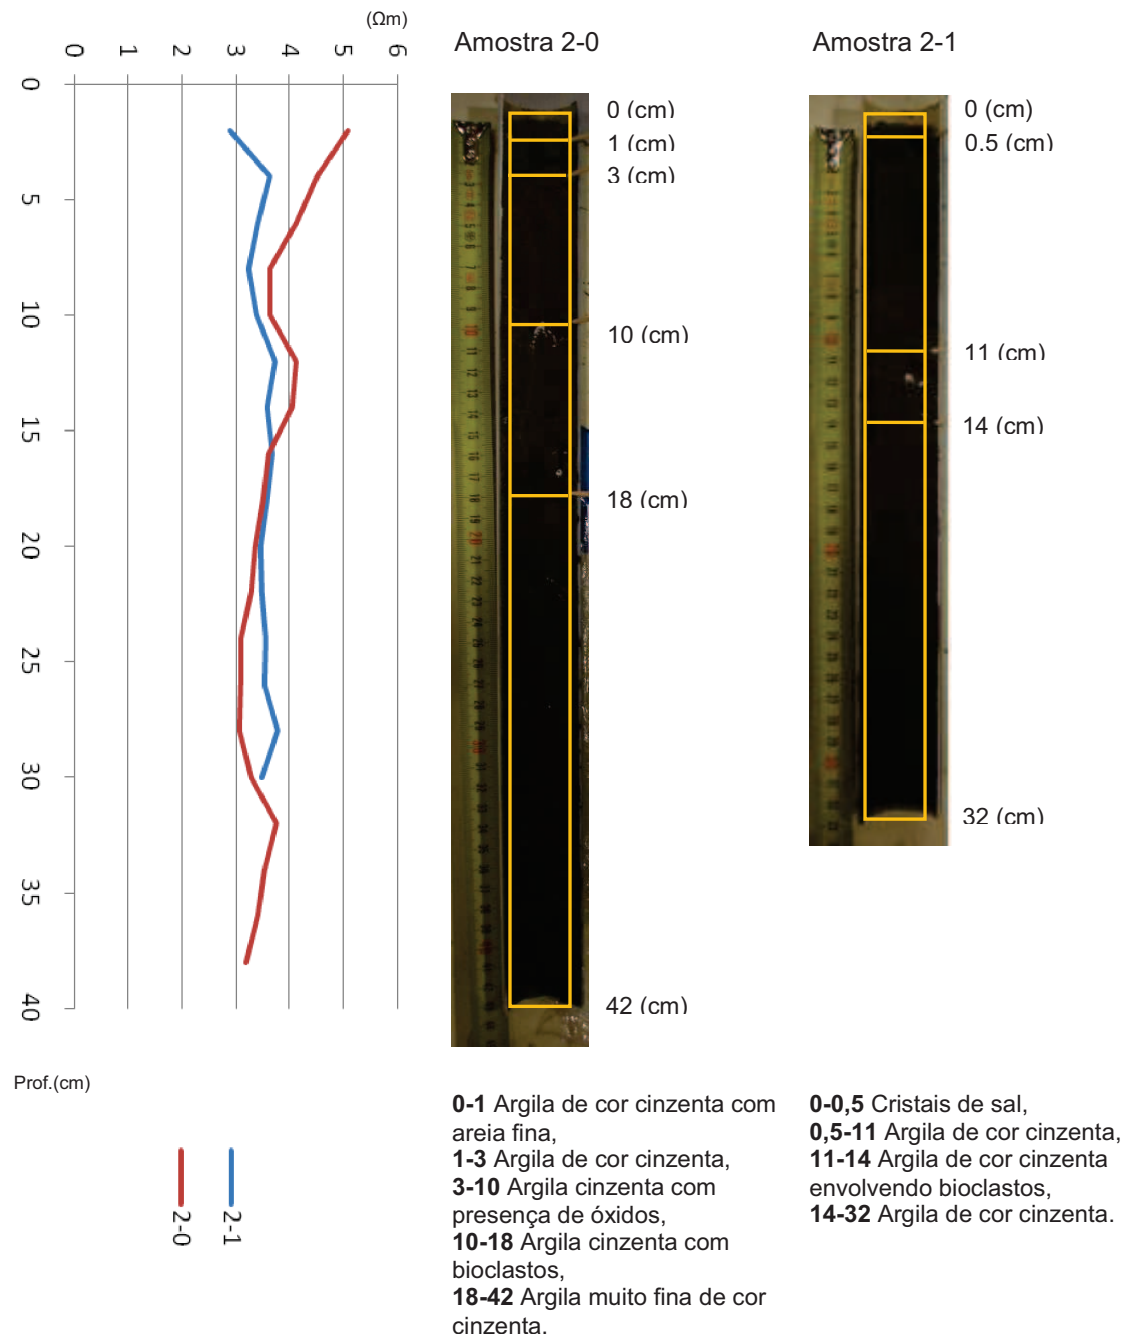 (Ωm)
0 1 2 3 4 5 6
0
5
10
15
20
25
30
35
40
Prof.(cm)
2-0
2-1
Amostra 2-0
0 (cm)
1 (cm)
3 (cm)
10 (cm)
18 (cm)
42 (cm)
0-1 Argila de cor cinzenta com
areia fina,
1-3 Argila de cor cinzenta,
3-10 Argila cinzenta com
presença de óxidos,
10-18 Argila cinzenta com
bioclastos,
18-42 Argila muito fina de cor
cinzenta.
Amostra 2-1
0 (cm)
0.5 (cm)
11 (cm)
14 (cm)
32 (cm)
0-0,5 Cristais de sal,
0,5-11 Argila de cor cinzenta,
11-14 Argila de cor cinzenta
envolvendo bioclastos,
14-32 Argila de cor cinzenta.